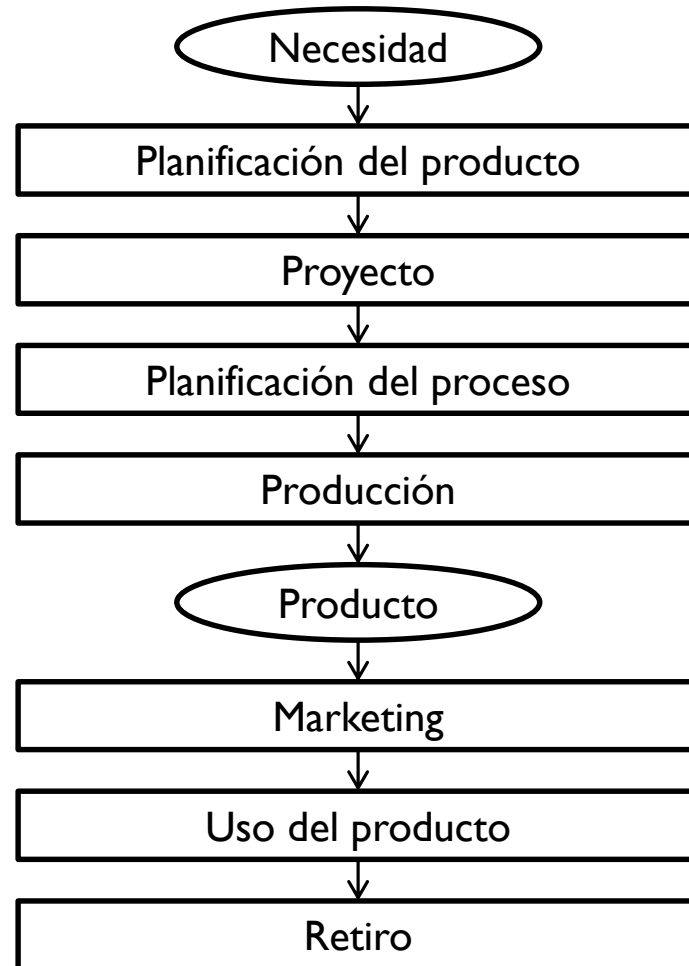 Necesidad
Planificación del producto
Proyecto
Planificación del proceso
Producción
Producto
Marketing
Uso del producto
Retiro